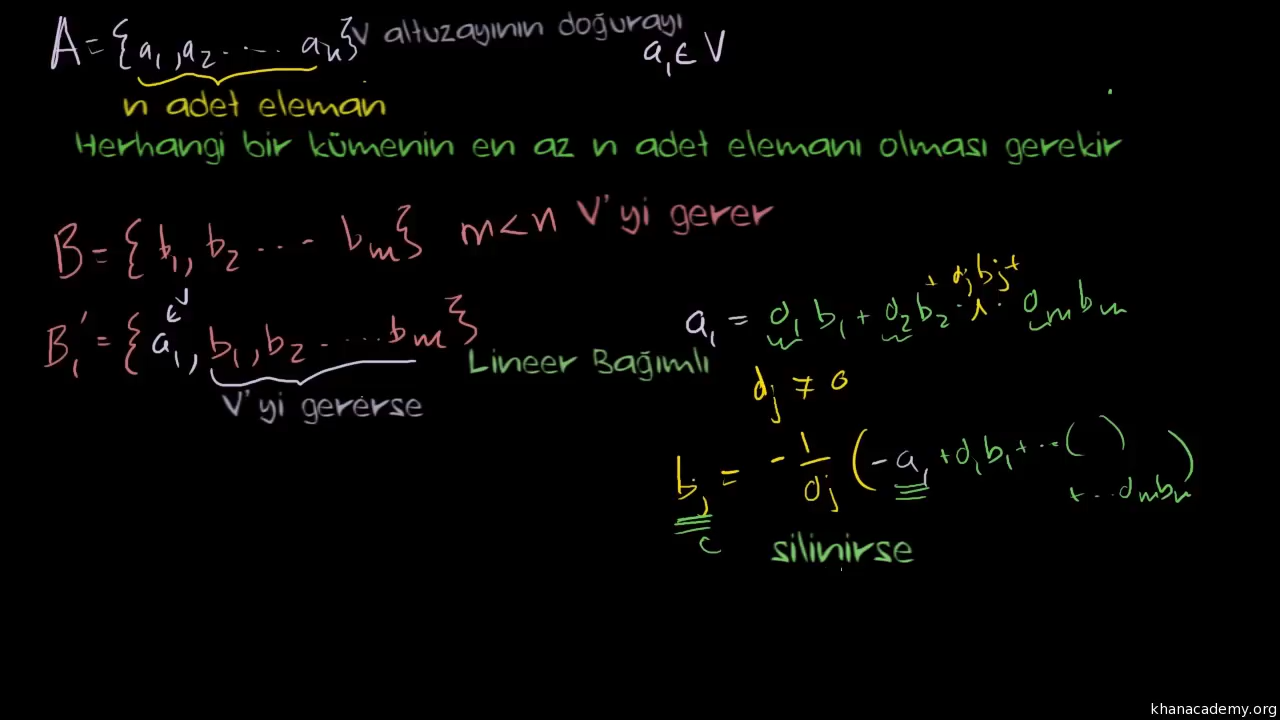 A = {a₁, a₂ ..... aₙ} V altuzayının doğurayı a₁ ∈ V
n adet eleman
Herhangi bir kümenin en az n adet elemanı olması gerekir
B = {b₁, b₂ ... - bₘ} m<n V'yi gerer
∈V
B₁' = {a₁, b₁, b₂ ..... bₘ} Lineer Bağımlı
V'yi gererse
+ dⱼbⱼ+
a₁ = d₁b₁ + d₂b₂ ... dₘbₘ
dⱼ ≠ 0
bⱼ = - 1/dⱼ (-a₁ + d₁b₁ + ...( )
+ ... dₘbₘ)
c silinirse
khanacademy.org